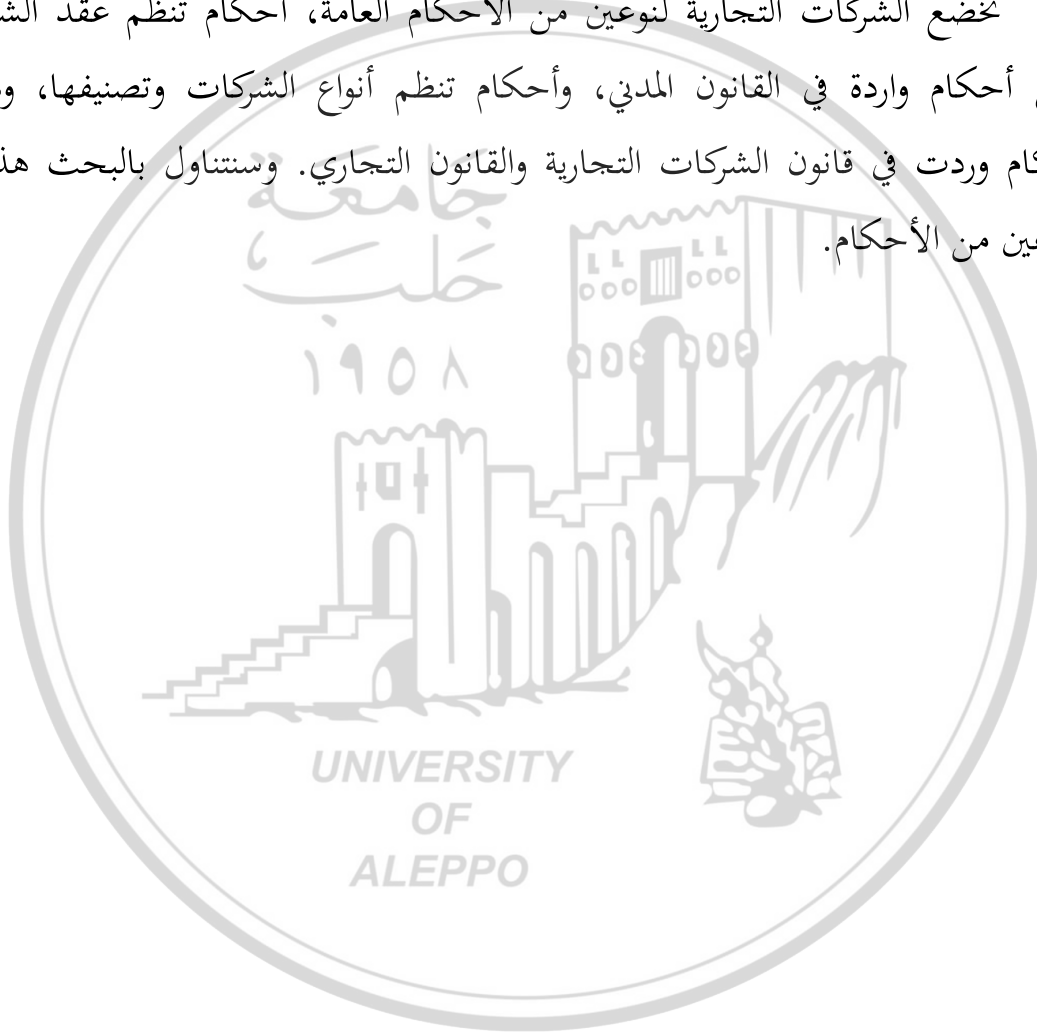 تخضع الشركات التجارية لنوعين من الأحكام العامة، أحكام تنظم عقد
أحكام واردة في القانون المدني، وأحكام تنظم أنواع الشركات وتصنيفها،
وردت في قانون الشركات التجارية والقانون التجاري. وسنتناول بالبحث
من الأحكام.
جامعة
حلب
١٩٥٨
UNIVERSITY
OF
ALEPPO